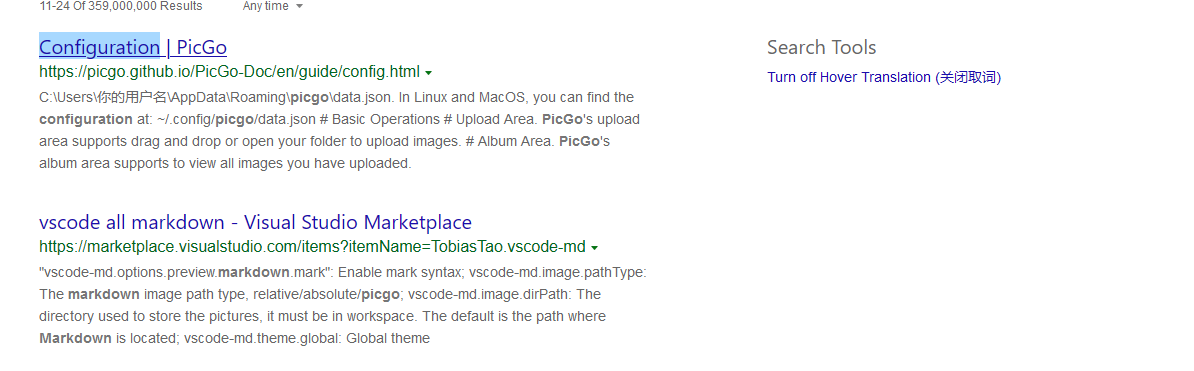 11-24 Of 359,000,000 Results Any time
Configuration | PicGo
https://picgo.github.io/PicGo-Doc/en/guide/config.html
C:\Users\你的用户名\AppData\Roaming\picgo\data.json. In Linux and MacOS, you can find the
configuration at: ~/.config/picgo/data.json # Basic Operations # Upload Area. PicGo's upload
area supports drag and drop or open your folder to upload images. # Album Area. PicGo's
album area supports to view all images you have uploaded.
vscode all markdown - Visual Studio Marketplace
https://marketplace.visualstudio.com/items?itemName=TobiasTao.vscode-md
"vscode-md.options.preview.markdown.mark": Enable mark syntax; vscode-md.image.pathType:
The markdown image path type, relative/absolute/picgo; vscode-md.image.dirPath: The
directory used to store the pictures, it must be in workspace. The default is the path where
Markdown is located; vscode-md.theme.global: Global theme
Search Tools
Turn off Hover Translation (关闭取词)